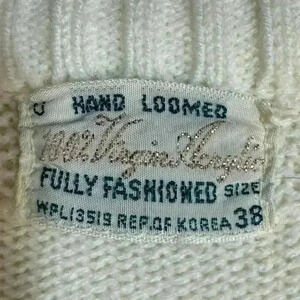 HAND LOOMED
100% Virgin Acrylic
FULLY FASHIONED SIZE
WPL13519 REP. OF KOREA 38